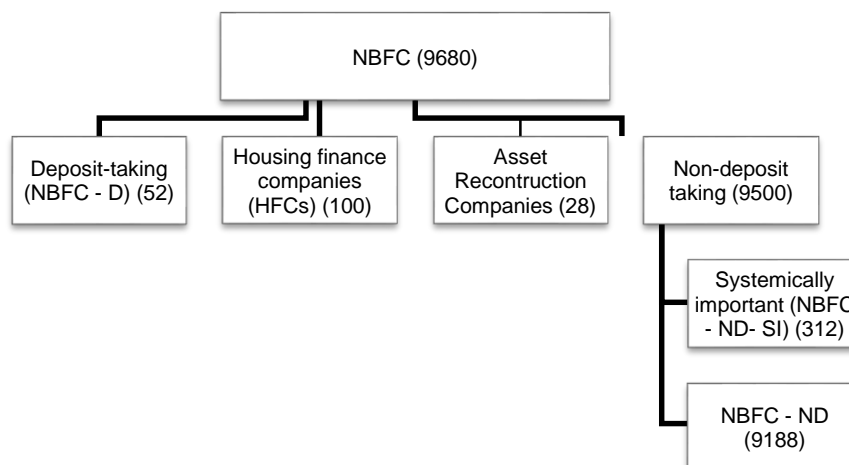 NBFC (9680)
Deposit-taking
(NBFC - D) (52)
Housing finance
companies
(HFCs) (100)
Asset
Recontruction
Companies (28)
Non-deposit
taking (9500)
Systemically
important (NBFC
- ND- SI) (312)
NBFC - ND
(9188)